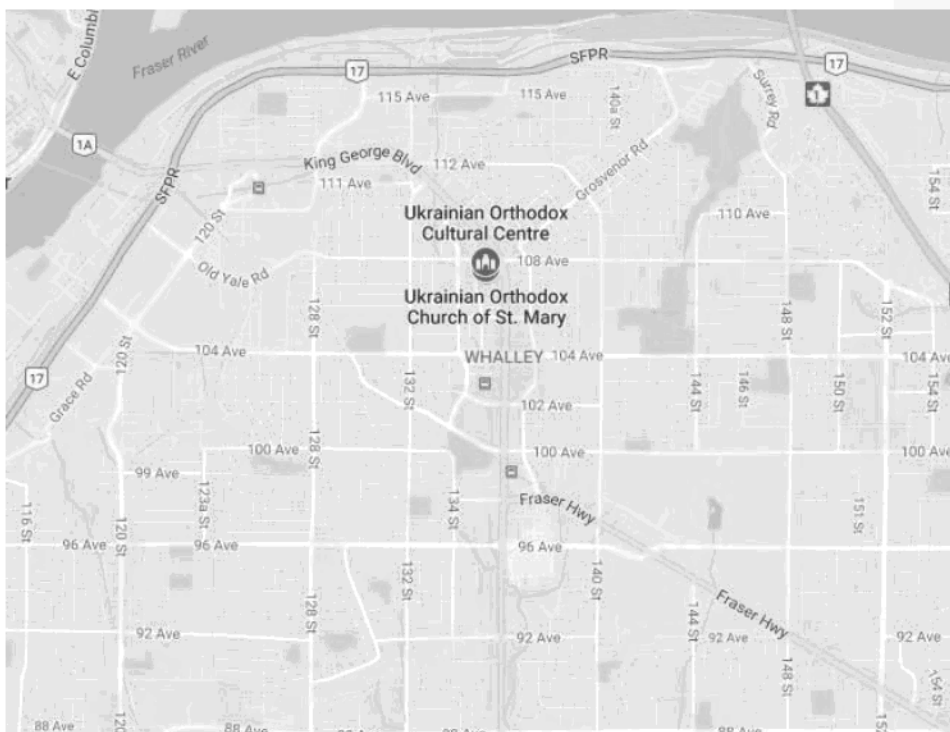 E Columbi
Fraser River
SFPR
17
17
1
1A
115 Ave
115 Ave
140a St
Surrey Rd
King George Blvd
112 Ave
Grosvenor Rd
111 Ave
154 St
r
SFPR
120 St
Ukrainian Orthodox
Cultural Centre
110 Ave
Old Yale Rd
108 Ave
Ukrainian Orthodox
Church of St. Mary
128 St
148 St
152 St
120 St
104 Ave
WHALLEY
104 Ave
104 Ave
17
Grace Rd
132 St
144 St
146 St
150 St
154 St
102 Ave
128 St
100 Ave
100 Ave
100 Ave
99 Ave
123a St
116 St
134 St
Fraser Hwy
151 St
120 St
96 Ave
96 Ave
96 Ave
132 St
140 St
128 St
144 St
Fraser Hwy
92 Ave
92 Ave
92 Ave
92 Ave
148 St
154 St
120
88 Ave
88 Ave
88 Ave
152